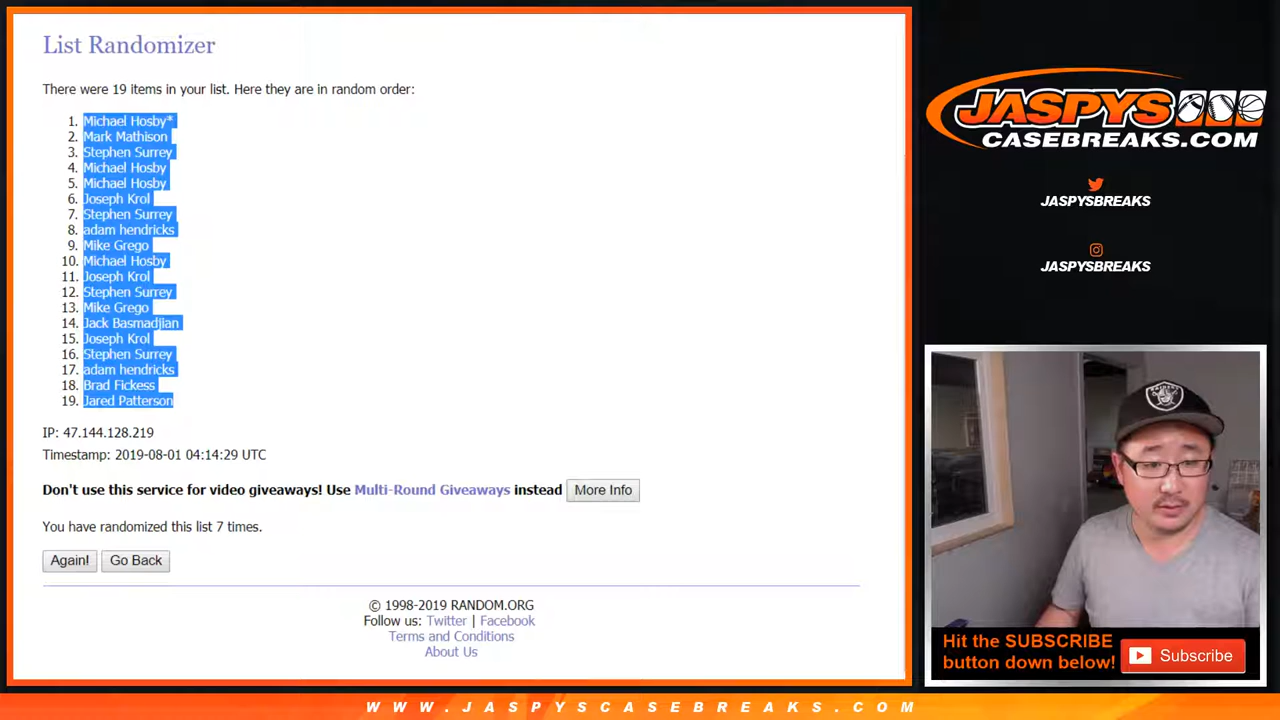 List Randomizer
There were 19 items in your list. Here they are in random order:
1. Michael Hosby*
2. Mark Mathison
3. Stephen Surrey
4. Michael Hosby
5. Michael Hosby
6. Joseph Krol
7. Stephen Surrey
8. adam hendricks
9. Mike Grego
10. Michael Hosby
11. Joseph Krol
12. Stephen Surrey
13. Mike Grego
14. Jack Basmadjian
15. Joseph Krol
16. Stephen Surrey
17. adam hendricks
18. Brad Fickess
19. Jared Patterson
IP: 47.144.128.219
Timestamp: 2019-08-01 04:14:29 UTC
Don't use this service for video giveaways! Use Multi-Round Giveaways instead More Info
You have randomized this list 7 times.
Again! Go Back
© 1998-2019 RANDOM.ORG
Follow us: Twitter | Facebook
Terms and Conditions
About Us
JASPYS
CASEBREAKS.COM
JASPYSBREAKS
JASPYSBREAKS
Hit the SUBSCRIBE
button down below!
Subscribe
WWW.JASPYSCASEBREAKS.COM